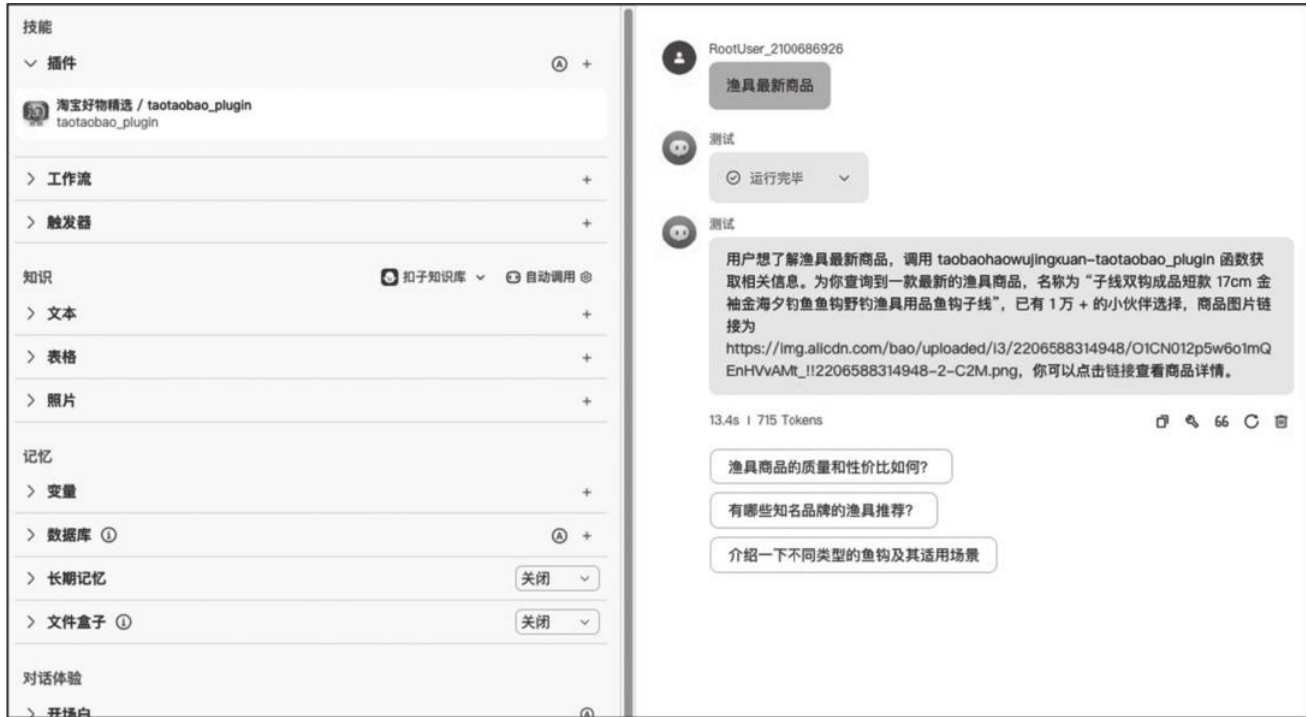 技能
插件
淘宝好物精选 / taotaobao_plugin
taotaobao_plugin
工作流
触发器
知识
扣子知识库
自动调用
文本
表格
照片
记忆
变量
数据库
长期记忆
关闭
文件盒子
关闭
对话体验
开场白
RootUser_2100686926
渔具最新商品
测试
运行完毕
测试
用户想了解渔具最新商品，调用 taobaohaowujingxuan-taotaobao_plugin 函数获
取相关信息。为你查询到一款最新的渔具商品，名称为“子线双钩成品短款 17cm 金
袖金海夕钓鱼鱼钩野钓渔具用品鱼钩子线”，已有 1 万 + 的小伙伴选择，商品图片链
接为
https://img.alicdn.com/bao/uploaded/i3/2206588314948/O1CN012p5w6o1mQ
EnHVvAMt_!!2206588314948-2-C2M.png，你可以点击链接查看商品详情。
13.4s | 715 Tokens
渔具商品的质量和性价比如何？
有哪些知名品牌的渔具推荐？
介绍一下不同类型的鱼钩及其适用场景